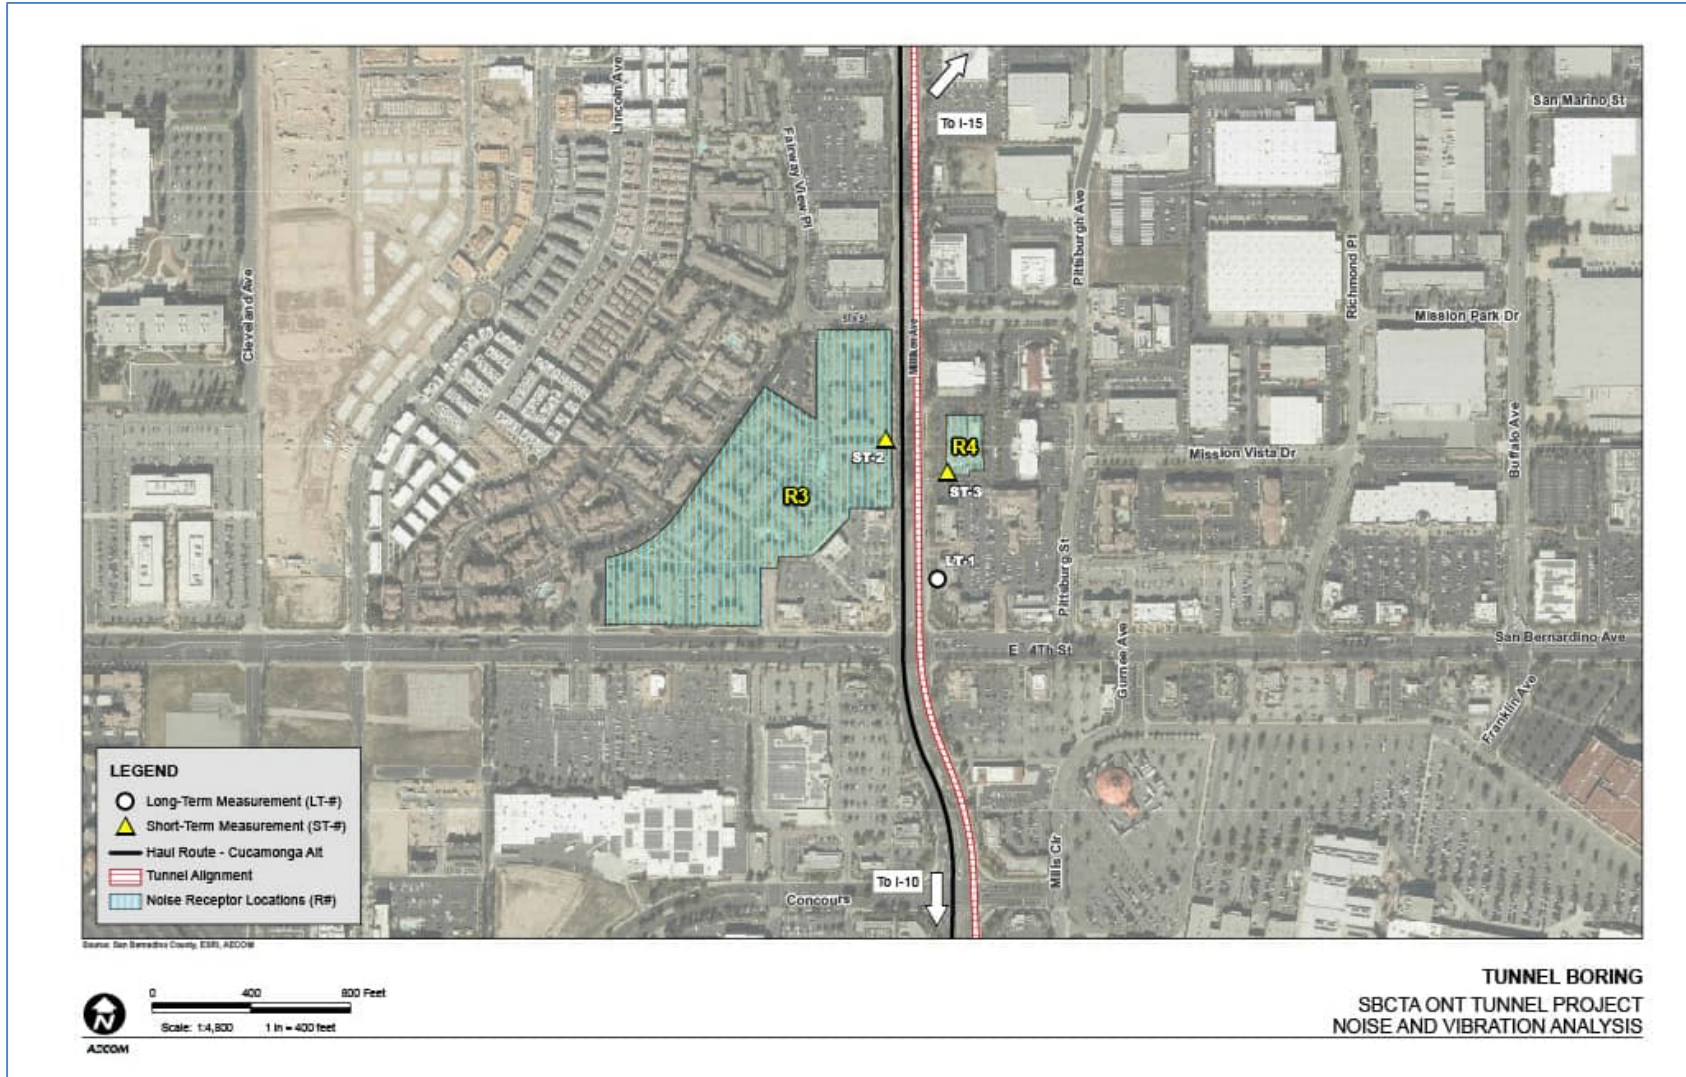 San Marino St
Lincoln Ave
To I-15
Fairway View Pl
Pittsburgh Ave
Richmond Pl
Cleveland Ave
Mission Park Dr
Milliken Ave
Buffalo Ave
R4
Mission Vista Dr
ST-2
R3
ST-3
LT-1
Pittsburg St
San Bernardino Ave
E 4Th St
Gurnee Ave
Franklin Ave
Mills Cir
To I-10
Concours
LEGEND
Long-Term Measurement (LT-#)
Short-Term Measurement (ST-#)
Haul Route - Cucamonga Alt
Tunnel Alignment
Noise Receptor Locations (R#)
Source: San Bernardino County, ESRI, AECOM
0 400 800 Feet
Scale: 1:4,800 1 in = 400 feet
N
AECOM
TUNNEL BORING
SBCTA ONT TUNNEL PROJECT
NOISE AND VIBRATION ANALYSIS